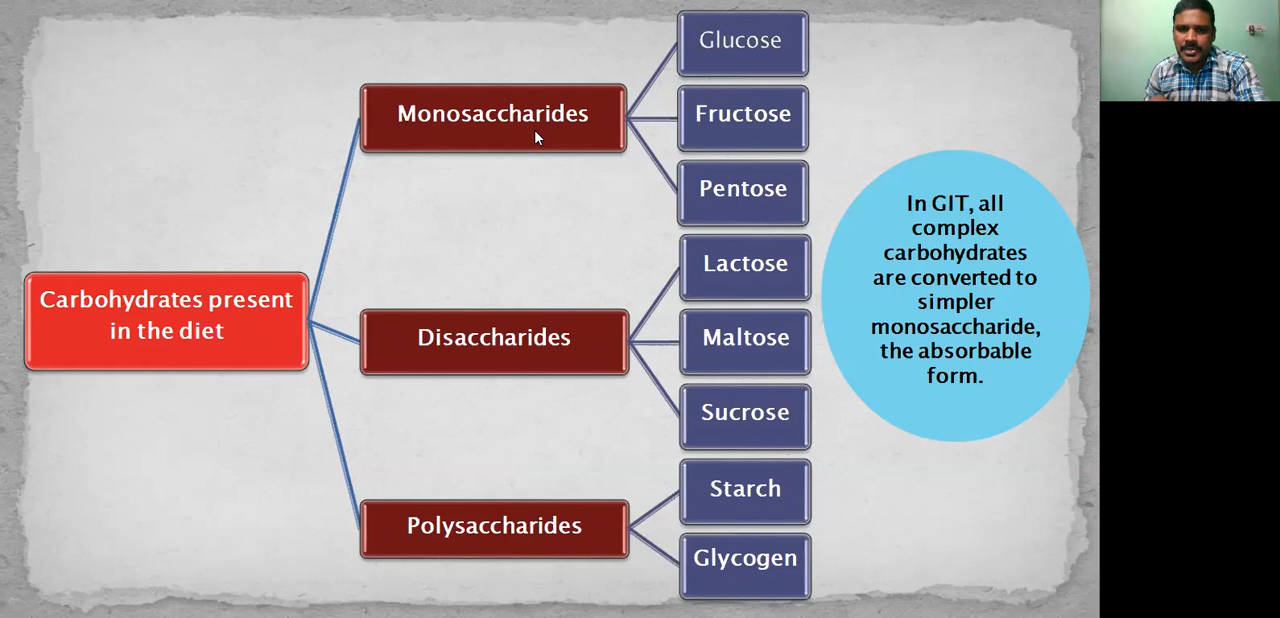 Carbohydrates present
in the diet
Monosaccharides
Glucose
Fructose
Pentose
Disaccharides
Lactose
Maltose
Sucrose
Polysaccharides
Starch
Glycogen
In GIT, all
complex
carbohydrates
are converted to
simpler
monosaccharide,
the absorbable
form.